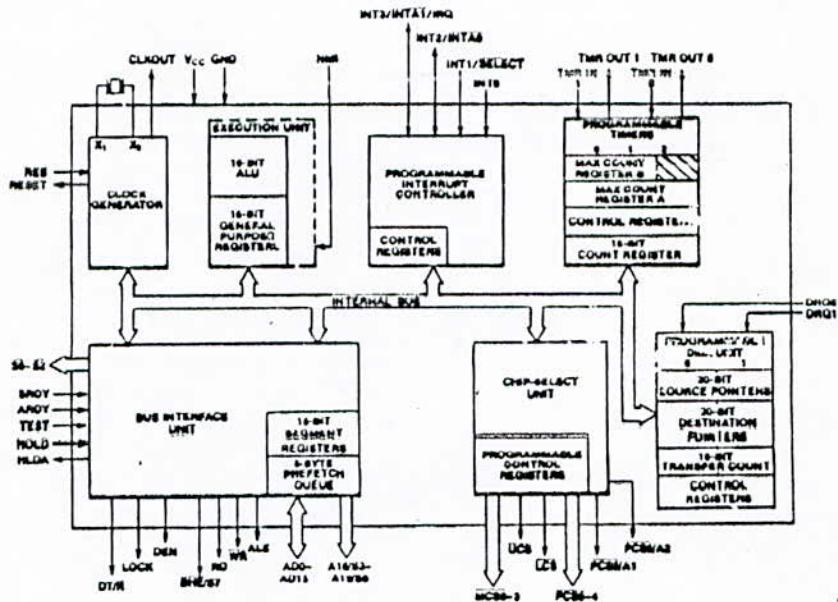 INT3/INTA1/IRQ
INT2/INTA0
CLKOUT VCC GND
NMI
INT1/SELECT
INT0
TMR OUT 1 TMR OUT 0
TMR IN TMR IN
X1 X2
CLOCK
GENERATOR
RES
RESET
EXECUTION UNIT
16-BIT
ALU
16-BIT
GENERAL
PURPOSE
REGISTERS
PROGRAMMABLE
INTERRUPT
CONTROLLER
CONTROL
REGISTERS
PROGRAMMABLE
TIMERS
0 1 2
MAX COUNT
REGISTER B
MAX COUNT
REGISTER A
CONTROL REGISTE...
16-BIT
COUNT REGISTER
INTERNAL BUS
DRQ0
DRQ1
S0-S2
SRDY
ARDY
TEST
HOLD
HLDA
BUS INTERFACE
UNIT
16-BIT
SEGMENT
REGISTERS
6-BYTE
PREFETCH
QUEUE
CHIP-SELECT
UNIT
PROGRAMMABLE
CONTROL
REGISTERS
UNIT
0 1
20-BIT
SOURCE POINTERS
20-BIT
DESTINATION
POINTERS
16-BIT
TRANSFER COUNT
CONTROL
REGISTERS
DT/R
LOCK
DEN
BHE/S7
RD
WR
ALE
AD0-
AD15
A16/S3-
A19/S6
MCS0-3
UCS
LCS
PCS0-4
PCS5/A1
PCS6/A2